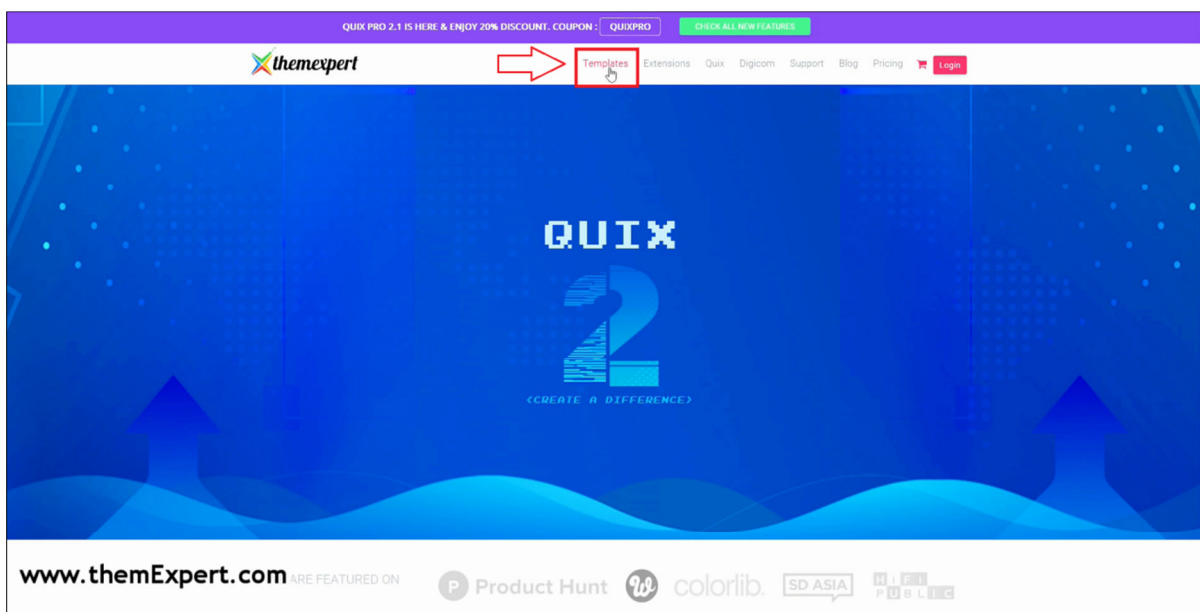 QUIX PRO 2.1 IS HERE & ENJOY 20% DISCOUNT. COUPON : QUIXPRO CHECK ALL NEW FEATURES
themexpert Templates Extensions Quix Digicom Support Blog Pricing Login
QUIX
2
<CREATE A DIFFERENCE>
www.themExpert.com ARE FEATURED ON P Product Hunt W colorlib. SD ASIA HIFI
PUBLIC